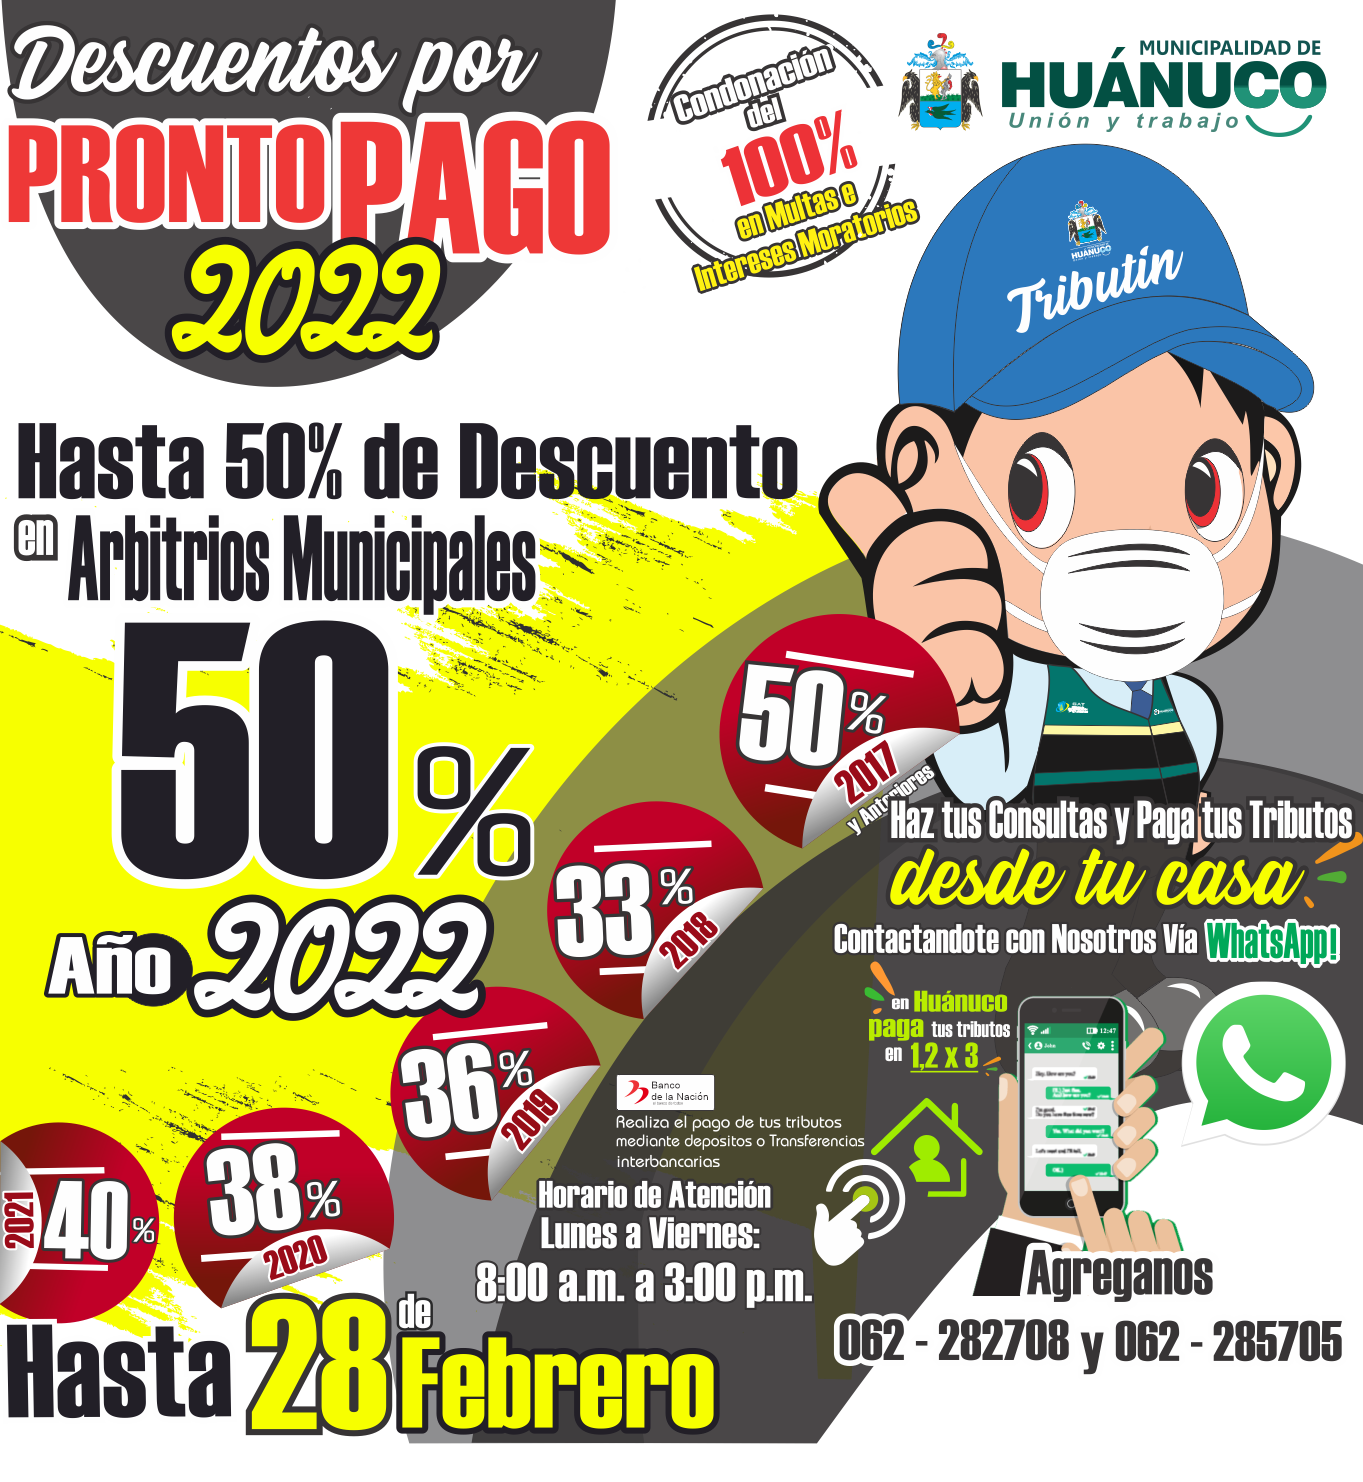 Descuentos por
PRONTO PAGO
2022
Condonación
del
100%
en Multas e
Intereses Moratorios
MUNICIPALIDAD DE
HUÁNUCO
Unión y trabajo
HUÁNUCO
Tributin
Hasta 50% de Descuento
en Arbitrios Municipales
50%
Año 2022
50%
2017
y Anteriores
33%
2018
36%
2019
38%
2020
40%
2021
Hasta 28 de Febrero
SAT
Haz tus Consultas y Paga tus Tributos
desde tu casa
Contactandote con Nosotros Vía WhatsApp!
en Huánuco
paga tus tributos
en 1,2 x 3
12:47
Banco
de la Nación
Realiza el pago de tus tributos
mediante depositos o Transferencias
interbancarias
Horario de Atención
Lunes a Viernes:
8:00 a.m. a 3:00 p.m.
Agreganos
062 - 282708 y 062 - 285705